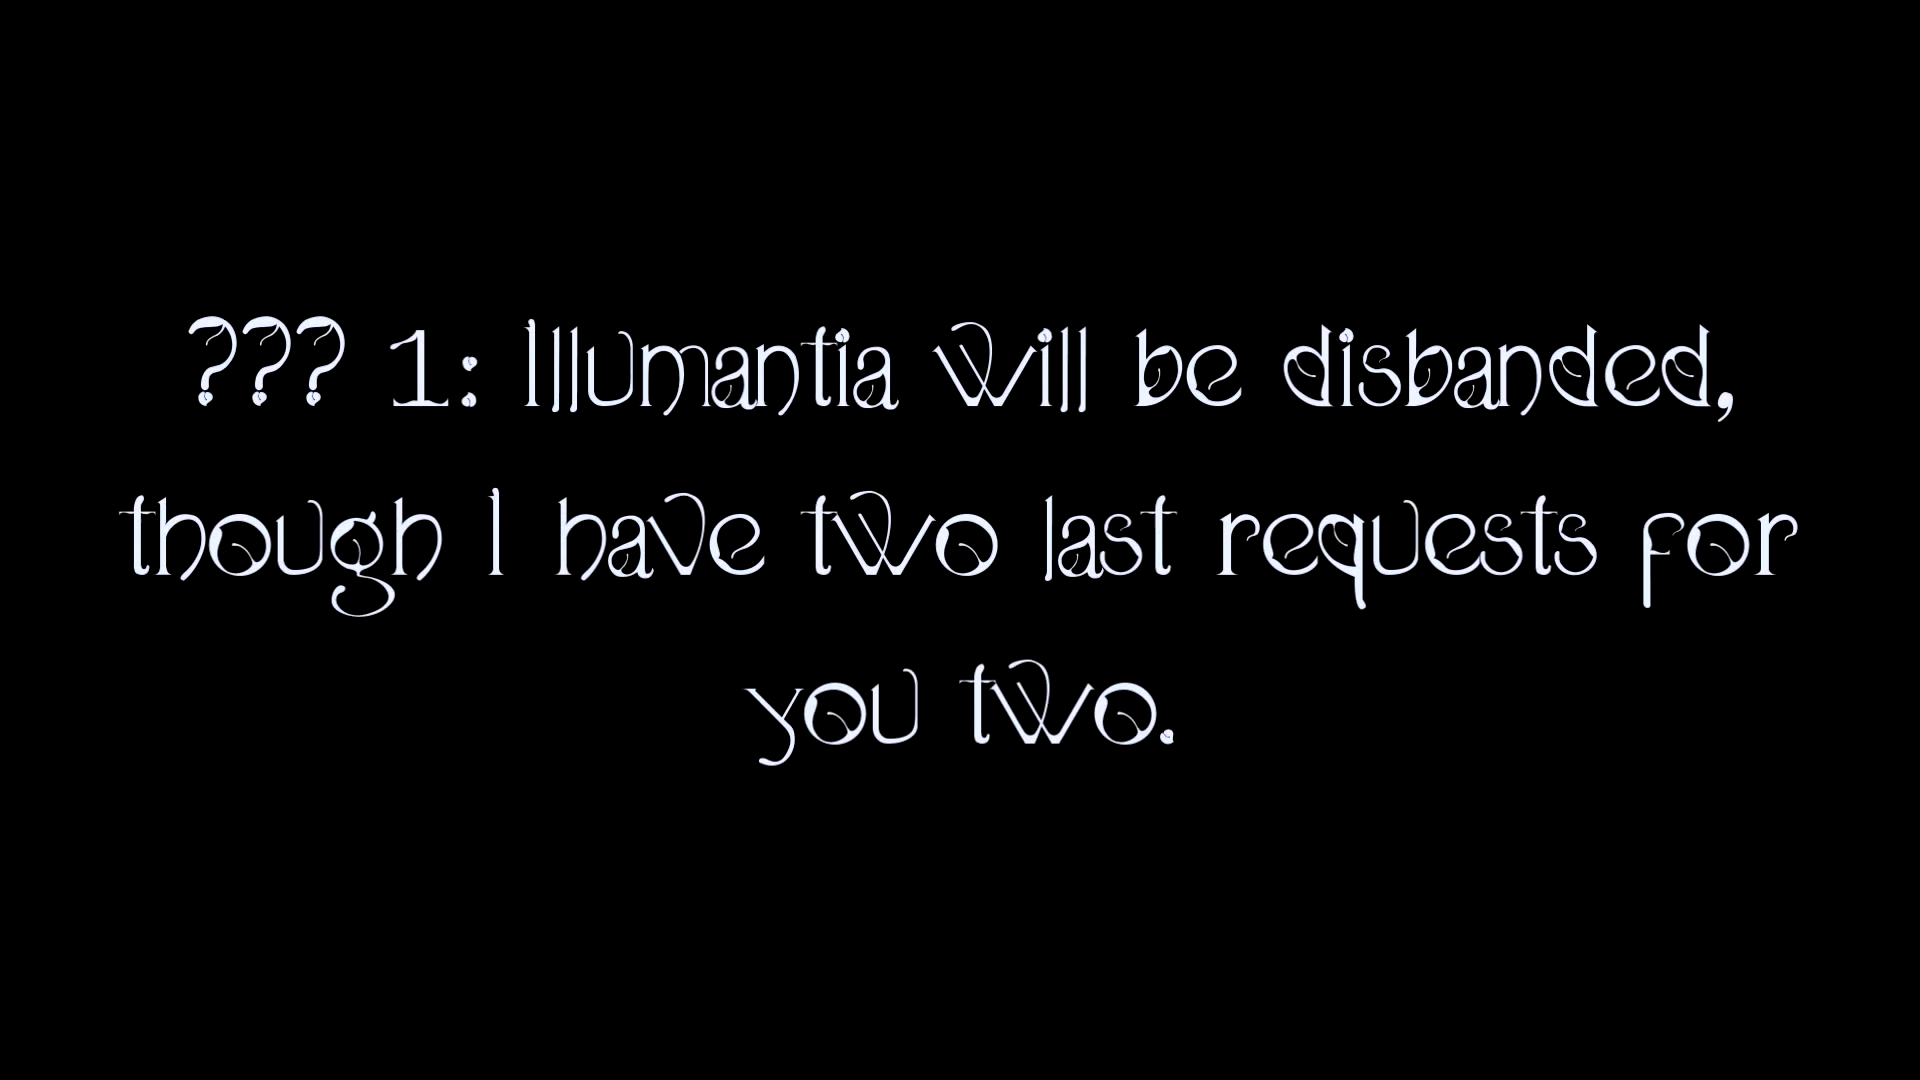 ??? 1: Illumantia will be disbanded,
though I have two last requests for
you two.